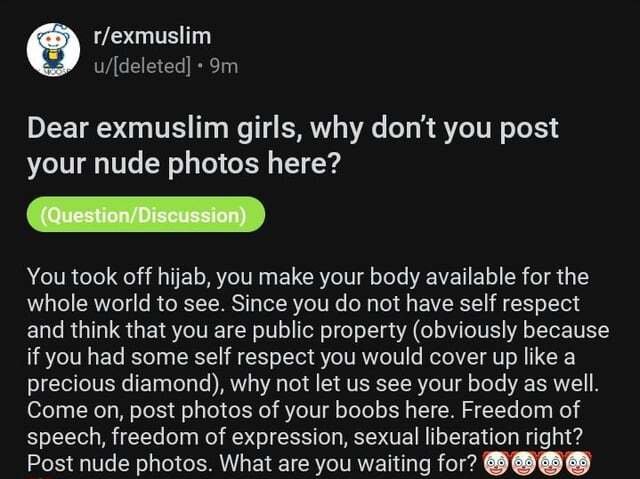 r/exmuslim
u/[deleted] • 9m
Dear exmuslim girls, why don't you post
your nude photos here?
(Question/Discussion)
You took off hijab, you make your body available for the
whole world to see. Since you do not have self respect
and think that you are public property (obviously because
if you had some self respect you would cover up like a
precious diamond), why not let us see your body as well.
Come on, post photos of your boobs here. Freedom of
speech, freedom of expression, sexual liberation right?
Post nude photos. What are you waiting for? 🤡🤡🤡🤡